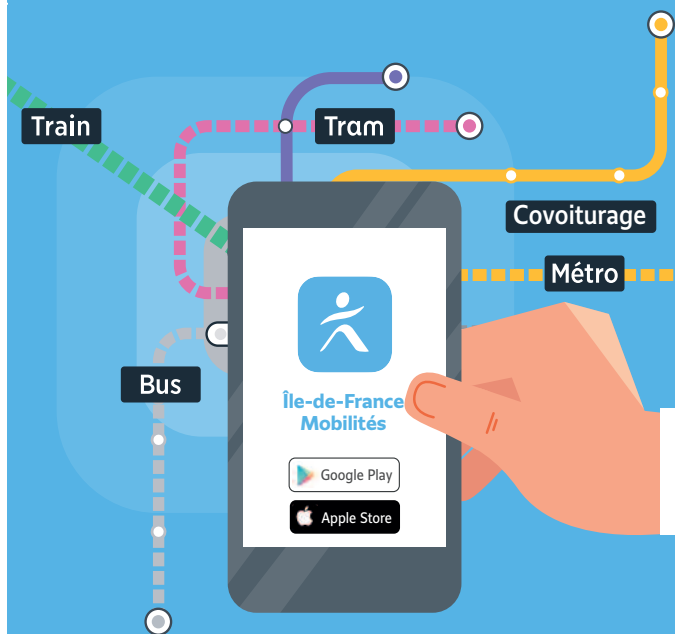 Train
Tram
Covoiturage
Métro
Bus
Île-de-France
Mobilités
Google Play
Apple Store